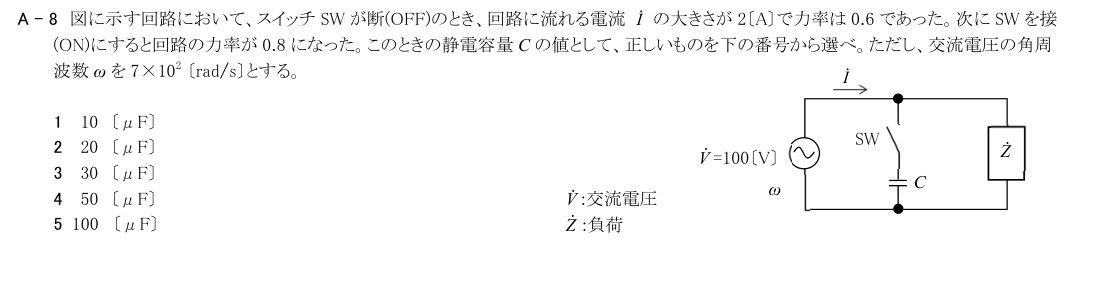 A－8 図に示す回路において、スイッチ SW が断(OFF)のとき、回路に流れる電流 İ の大きさが 2〔A〕で力率は 0.6 であった。次に SW を接
(ON)にすると回路の力率が 0.8 になった。このときの静電容量 C の値として、正しいものを下の番号から選べ。ただし、交流電圧の角周
波数 ω を 7×10² 〔rad/s〕とする。
1 10 〔μF〕
2 20 〔μF〕
3 30 〔μF〕
4 50 〔μF〕
5 100 〔μF〕
V̇:交流電圧
Ż:負荷
İ
SW
V̇=100〔V〕
Ż
C
ω